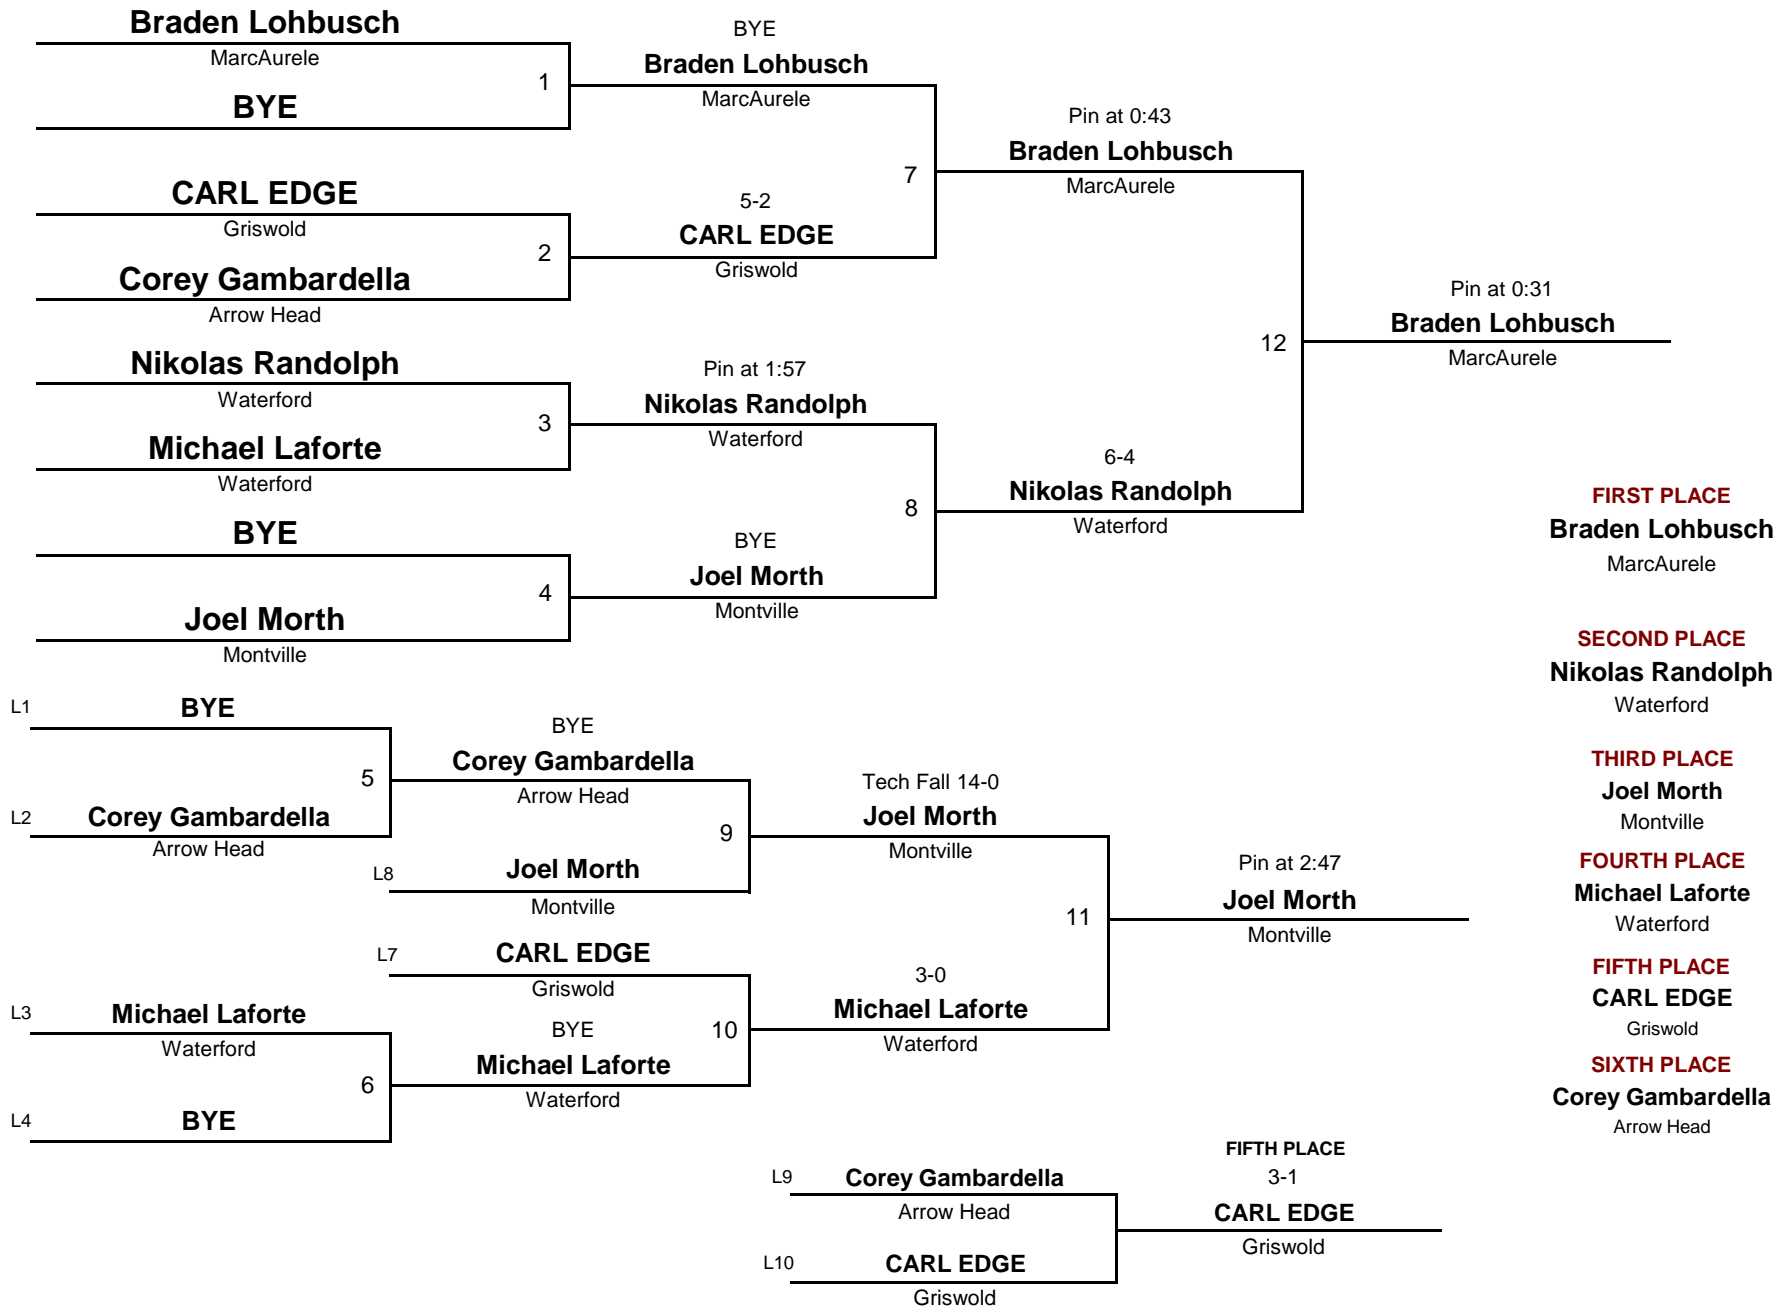 Braden Lohbusch
MarcAurele
1
BYE
CARL EDGE
Griswold
2
Corey Gambardella
Arrow Head
Nikolas Randolph
Waterford
3
Michael Laforte
Waterford
BYE
4
Joel Morth
Montville
BYE
Braden Lohbusch
MarcAurele
7
5-2
CARL EDGE
Griswold
Pin at 1:57
Nikolas Randolph
Waterford
8
BYE
Joel Morth
Montville
Pin at 0:43
Braden Lohbusch
MarcAurele
12
6-4
Nikolas Randolph
Waterford
Pin at 0:31
Braden Lohbusch
MarcAurele
L1
BYE
5
L2
Corey Gambardella
Arrow Head
L3
Michael Laforte
Waterford
6
L4
BYE
BYE
Corey Gambardella
Arrow Head
9
L8
Joel Morth
Montville
L7
CARL EDGE
Griswold
10
BYE
Michael Laforte
Waterford
Tech Fall 14-0
Joel Morth
Montville
11
3-0
Michael Laforte
Waterford
Pin at 2:47
Joel Morth
Montville
L9
Corey Gambardella
Arrow Head
L10
CARL EDGE
Griswold
FIFTH PLACE
3-1
CARL EDGE
Griswold
FIRST PLACE
Braden Lohbusch
MarcAurele
SECOND PLACE
Nikolas Randolph
Waterford
THIRD PLACE
Joel Morth
Montville
FOURTH PLACE
Michael Laforte
Waterford
FIFTH PLACE
CARL EDGE
Griswold
SIXTH PLACE
Corey Gambardella
Arrow Head